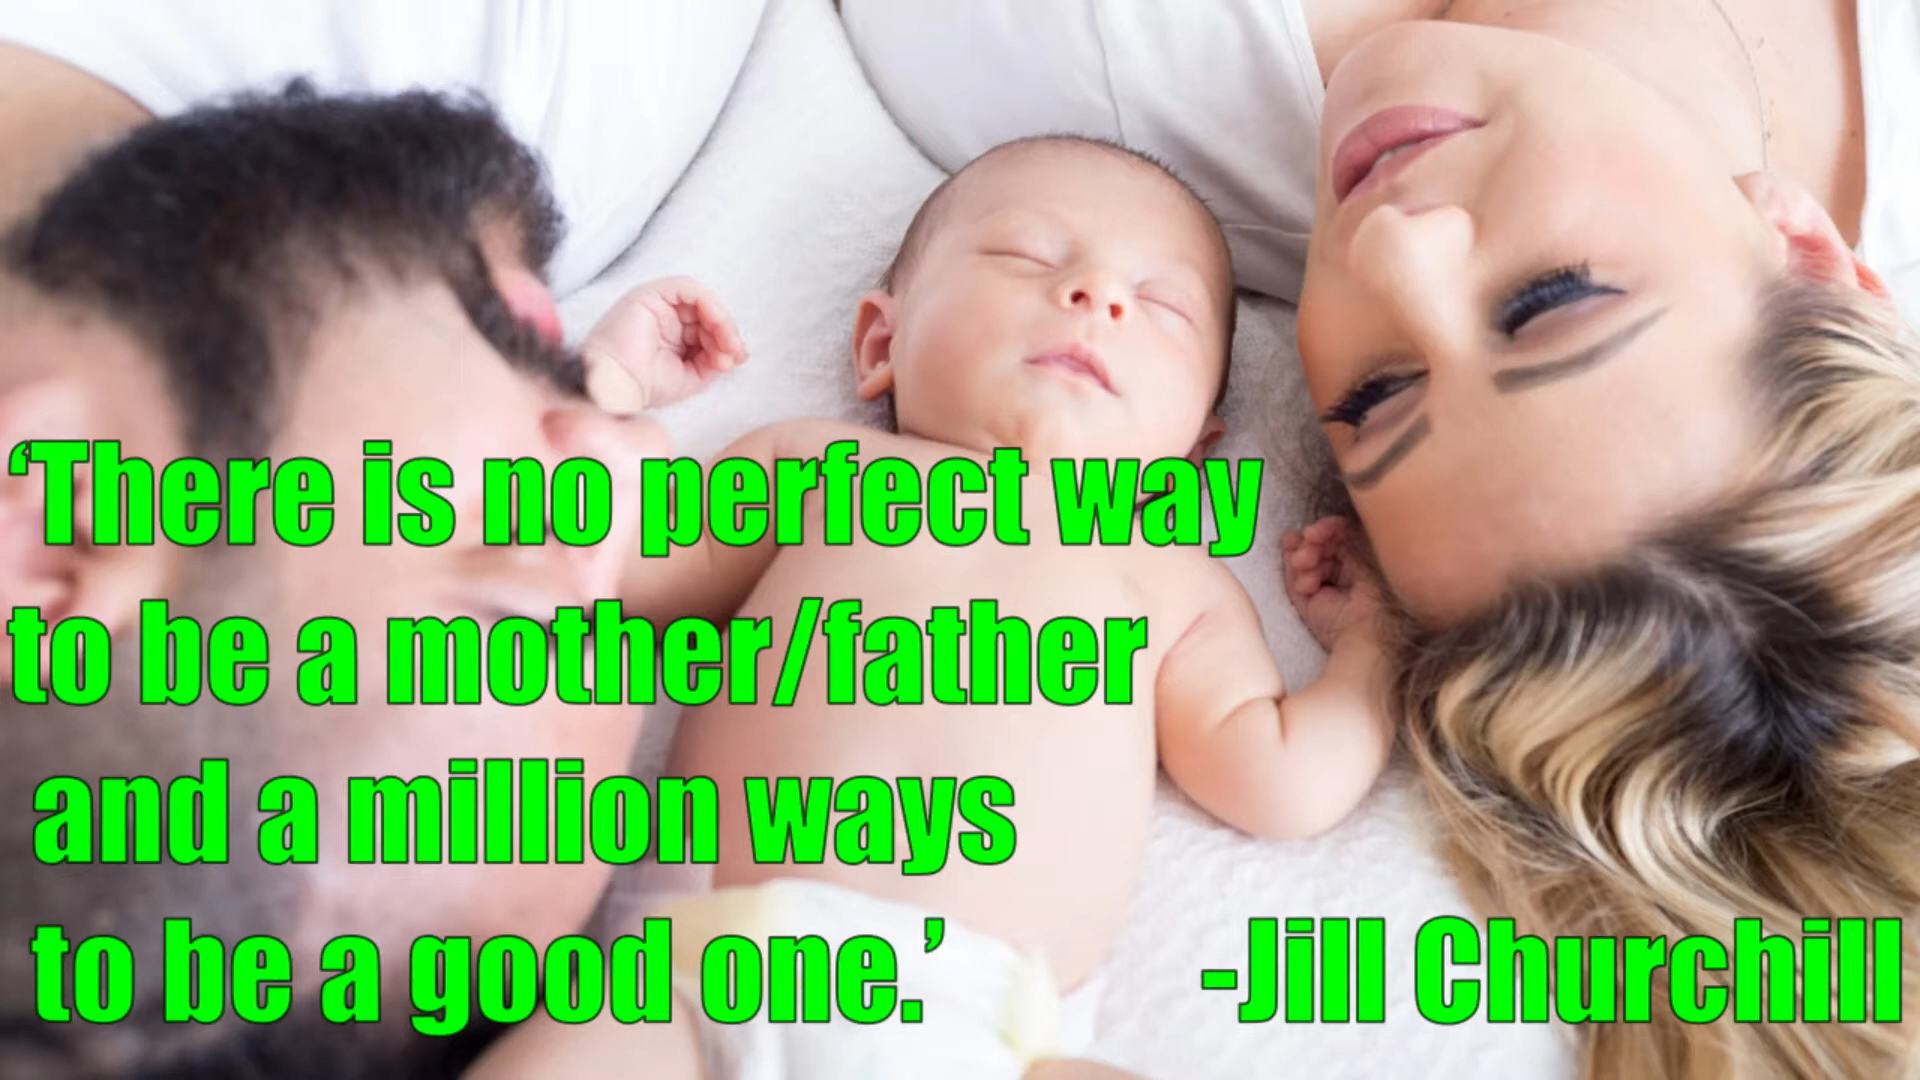 ‘There is no perfect way
to be a mother/father
and a million ways
to be a good one.’ -Jill Churchill